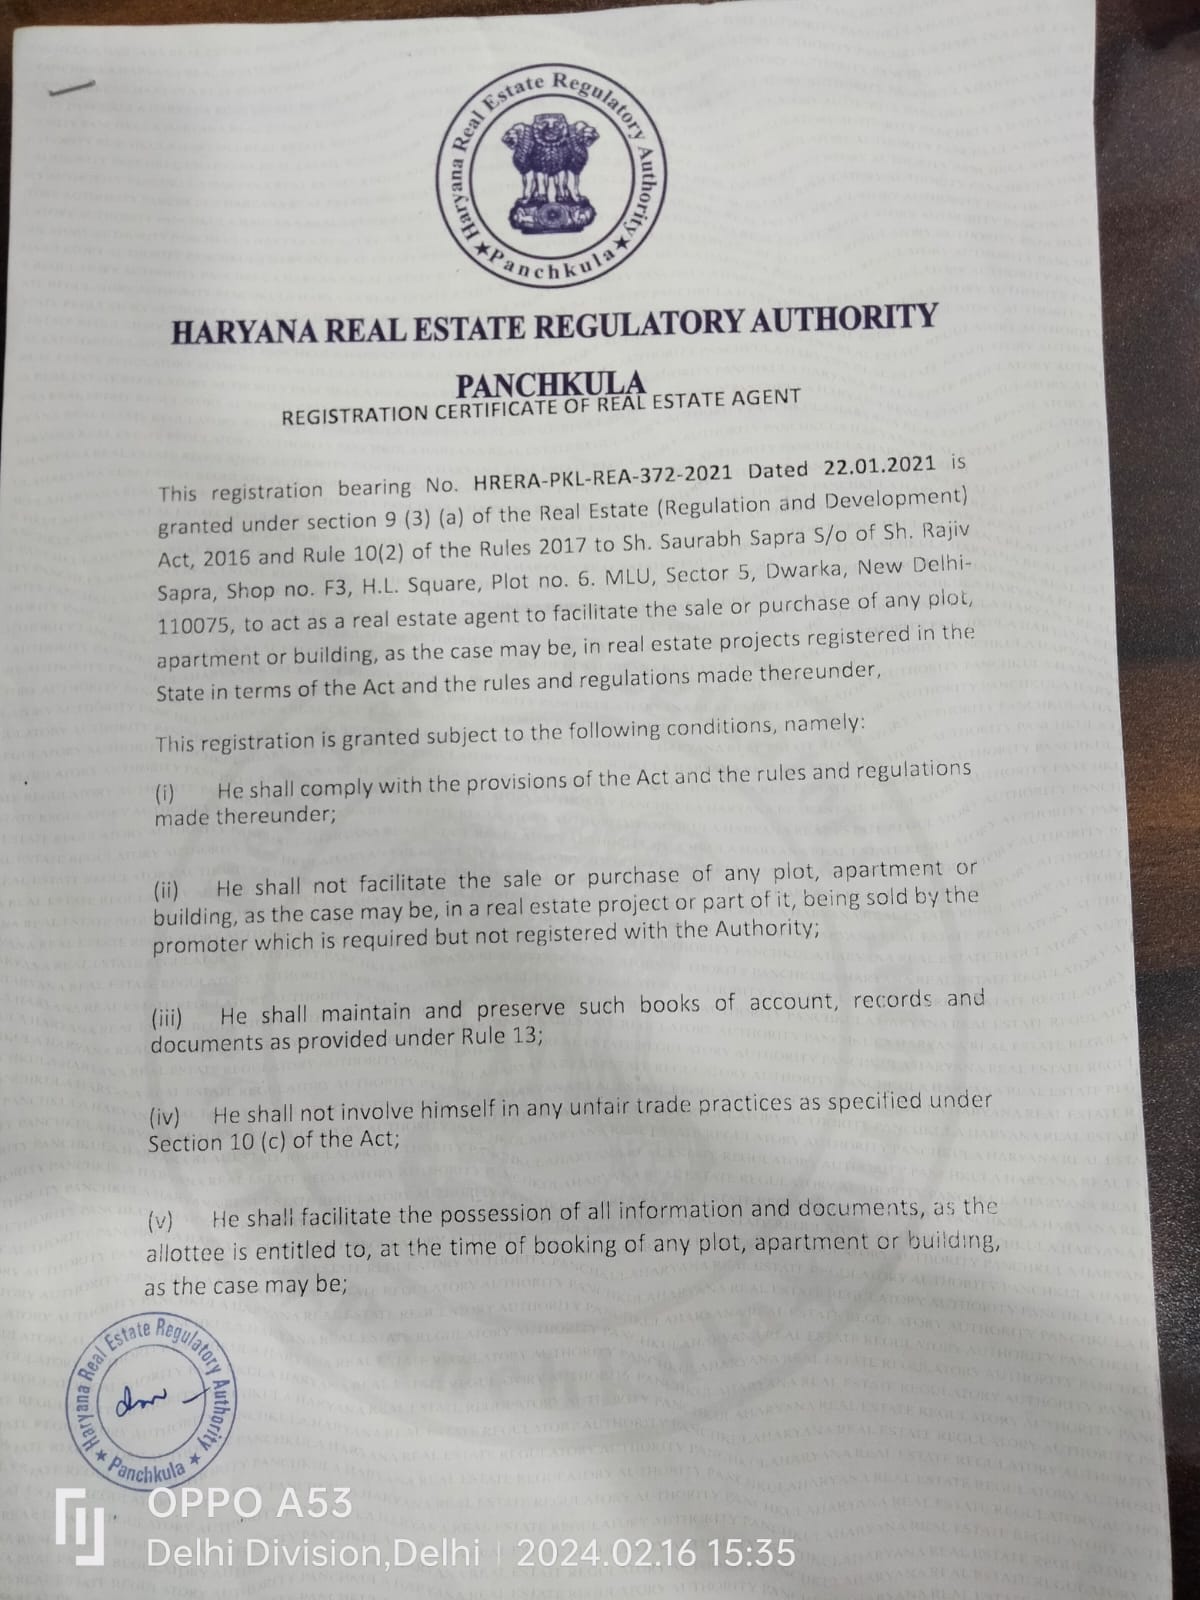 Haryana Real Estate Regulatory Authority
★ Panchkula ★
HARYANA REAL ESTATE REGULATORY AUTHORITY
PANCHKULA
REGISTRATION CERTIFICATE OF REAL ESTATE AGENT
This registration bearing No. HRERA-PKL-REA-372-2021 Dated 22.01.2021 is
granted under section 9 (3) (a) of the Real Estate (Regulation and Development)
Act, 2016 and Rule 10(2) of the Rules 2017 to Sh. Saurabh Sapra S/o of Sh. Rajiv
Sapra, Shop no. F3, H.L. Square, Plot no. 6. MLU, Sector 5, Dwarka, New Delhi-
110075, to act as a real estate agent to facilitate the sale or purchase of any plot,
apartment or building, as the case may be, in real estate projects registered in the
State in terms of the Act and the rules and regulations made thereunder,
This registration is granted subject to the following conditions, namely:
(i) He shall comply with the provisions of the Act and the rules and regulations
made thereunder;
(ii) He shall not facilitate the sale or purchase of any plot, apartment or
building, as the case may be, in a real estate project or part of it, being sold by the
promoter which is required but not registered with the Authority;
(iii) He shall maintain and preserve such books of account, records and
documents as provided under Rule 13;
(iv) He shall not involve himself in any unfair trade practices as specified under
Section 10 (c) of the Act;
(v) He shall facilitate the possession of all information and documents, as the
allottee is entitled to, at the time of booking of any plot, apartment or building,
as the case may be;
Haryana Real Estate Regulatory Authority
★ Panchkula ★
OPPO A53
Delhi Division,Delhi | 2024.02.16 15:35